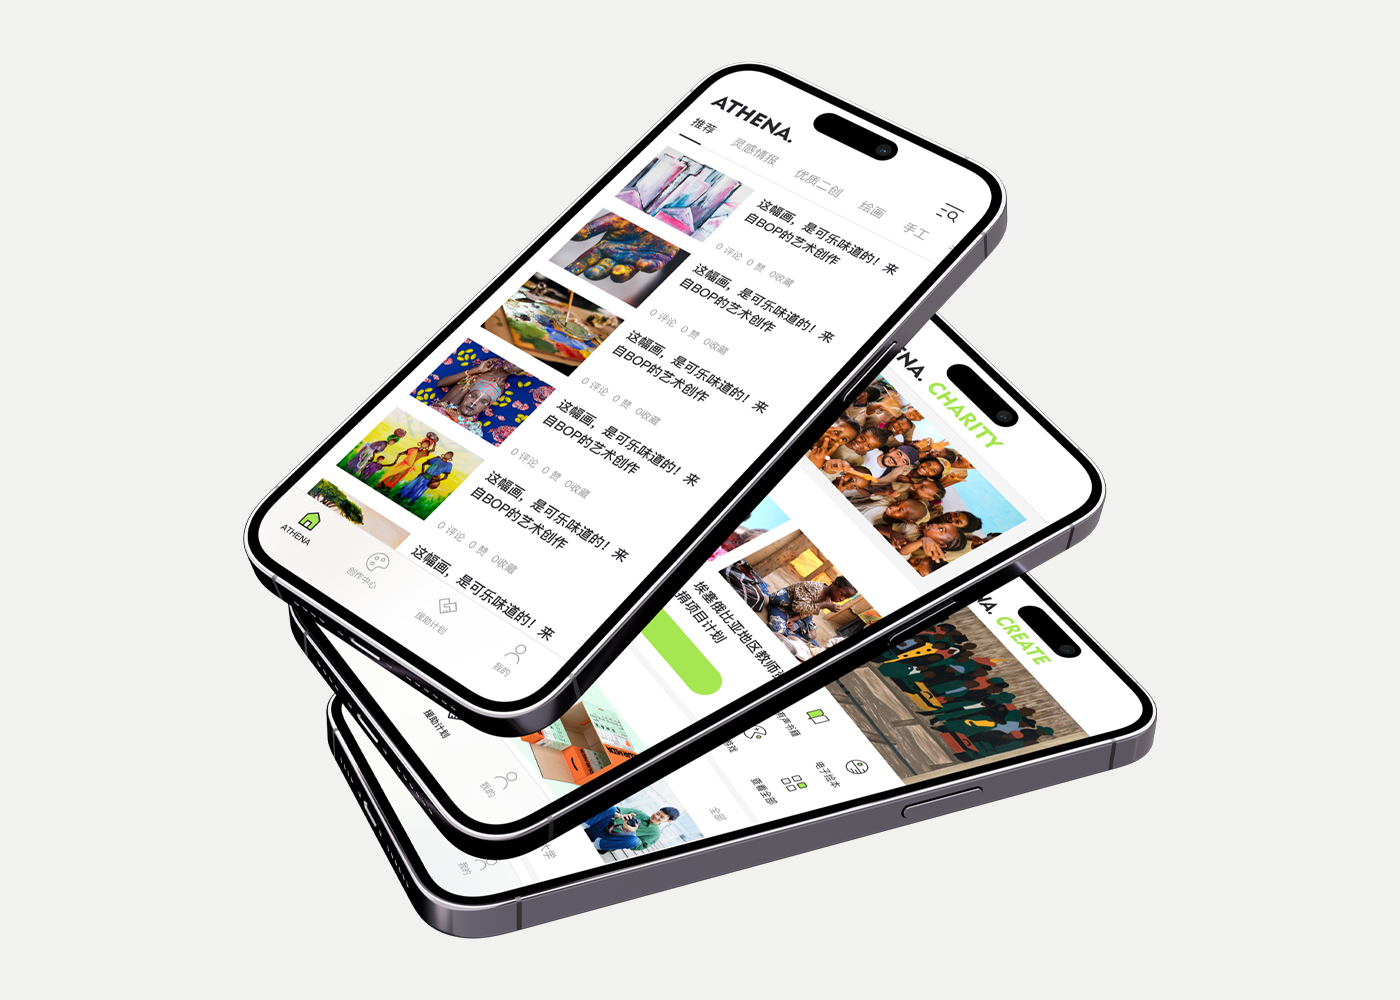 ATHENA.
推荐
灵感情报
优质二创
绘画
手工
这幅画，是可乐味道的！来
自BOP的艺术创作
0 评论 0 赞 0收藏
这幅画，是可乐味道的！来
自BOP的艺术创作
0 评论 0 赞 0收藏
这幅画，是可乐味道的！来
自BOP的艺术创作
0 评论 0 赞 0收藏
这幅画，是可乐味道的！来
自BOP的艺术创作
0 评论 0 赞 0收藏
这幅画，是可乐味道的！来
自BOP的艺术创作
0 评论 0 赞 0收藏
这幅画，是可乐味道的！来
ATHENA
创作中心
援助计划
我的
NA. CHARITY
埃塞俄比亚地区教师
捐项目计划
援助计划
我的
NA. CREATE
有声书籍
游戏
电子绘本
查看全部
全部
我的